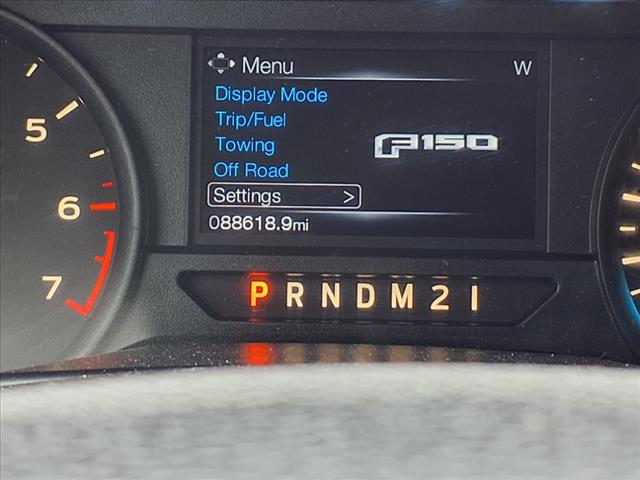 Menu W
Display Mode
Trip/Fuel
Towing
F150
Off Road
Settings >
088618.9mi
5
6
7
P R N D M 2 1